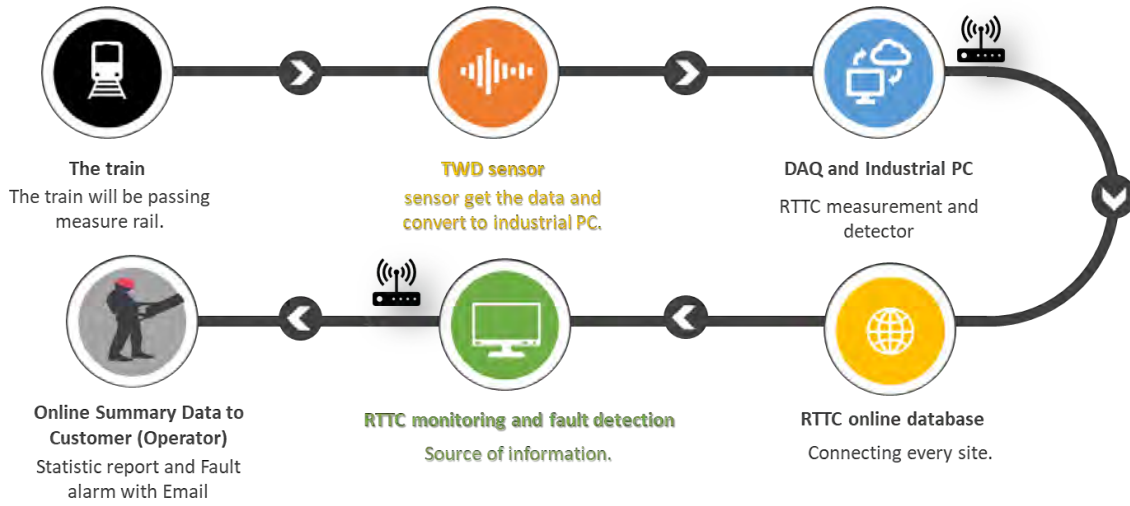 The train
The train will be passing
measure rail.
TWD sensor
sensor get the data and
convert to industrial PC.
DAQ and Industrial PC
RTTC measurement and
detector
Online Summary Data to
Customer (Operator)
Statistic report and Fault
alarm with Email
RTTC monitoring and fault detection
Source of information.
RTTC online database
Connecting every site.